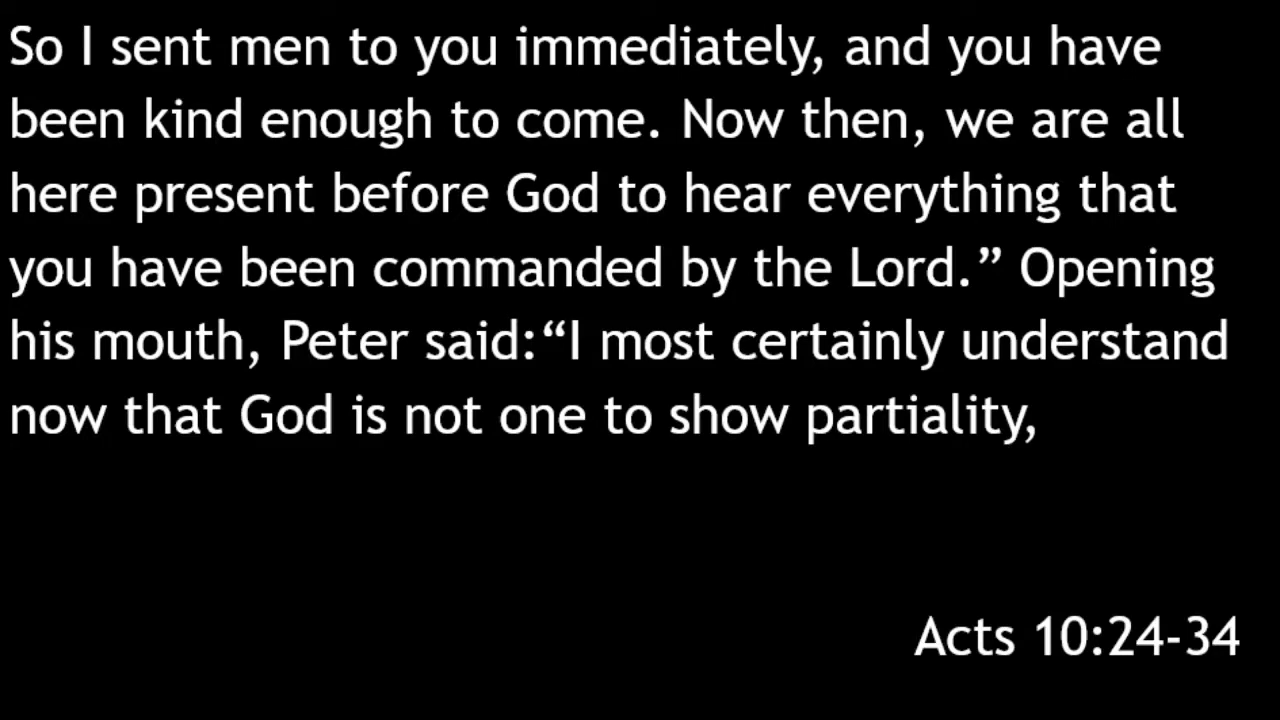 So I sent men to you immediately, and you have
been kind enough to come. Now then, we are all
here present before God to hear everything that
you have been commanded by the Lord.” Opening
his mouth, Peter said:“I most certainly understand
now that God is not one to show partiality,
Acts 10:24-34